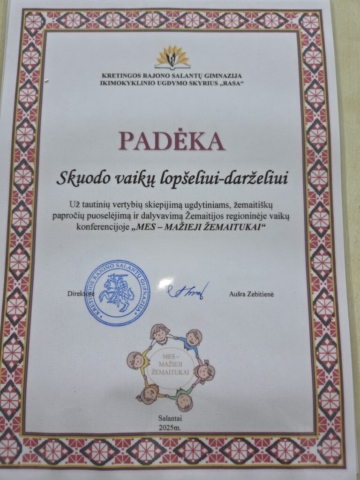 KRETINGOS RAJONO SALANTŲ GIMNAZIJA
IKIMOKYKLINIO UGDYMO SKYRIUS „RASA“
PADĖKA
Skuodo vaikų lopšeliui-darželiui
Už tautinių vertybių skiepijimą ugdytiniams, žemaitiškų
papročių puoselėjimą ir dalyvavimą Žemaitijos regioninėje vaikų
konferencijoje „MES – MAŽIEJI ŽEMAITUKAI“
Direktorė
Aušra Zebitienė
MES –
MAŽIEJI
ŽEMAITUKAI
Salantai
2025m.